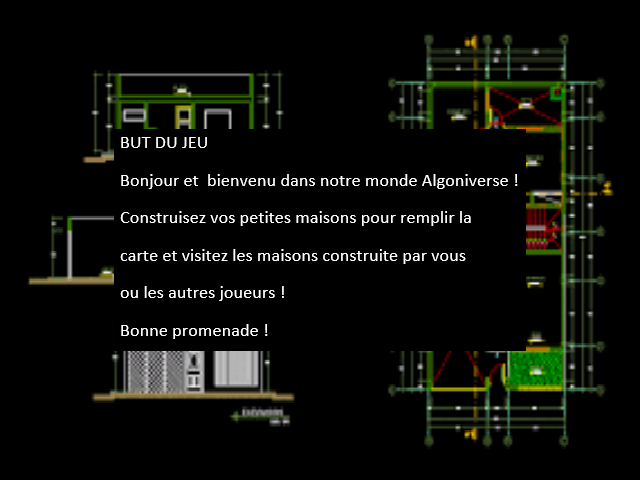 BUT DU JEU
Bonjour et  bienvenu dans notre monde Algoniverse !
Construisez vos petites maisons pour remplir la
carte et visitez les maisons construite par vous
ou les autres joueurs !
Bonne promenade !